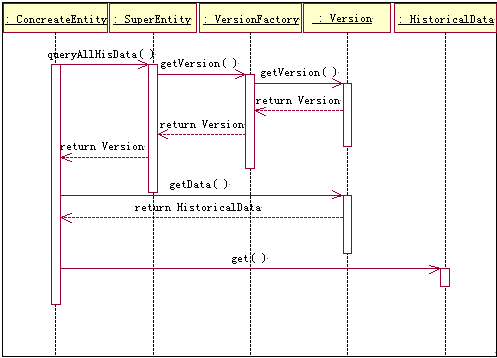 : ConcreateEntity
: SuperEntity
: VersionFactory
: Version
: HistoricalData
queryAllHisData()
getVersion()
getVersion()
return Version
return Version
return Version
getData()
return HistoricalData
get()